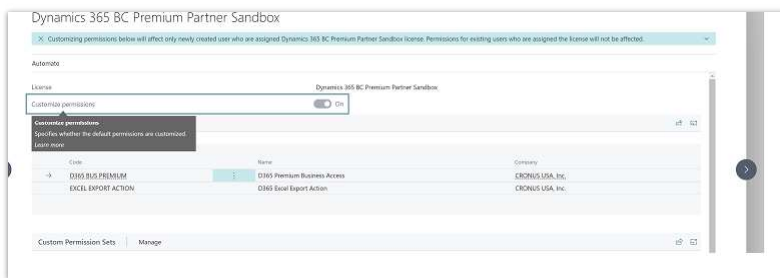 Dynamics 365 BC Premium Partner Sandbox
Customizing permissions below will affect only newly created user who are assigned Dynamics 365 BC Premium Partner Sandbox license. Permissions for existing users who are assigned the license will not be affected.
Automate
License Dynamics 365 BC Premium Partner Sandbox
Customize permissions On
Customize permissions
Specifies whether the default permissions are customized.
Learn more
Code Name Company
D365 BUS PREMIUM D365 Premium Business Access CRONUS USA, Inc.
EXCEL EXPORT ACTION D365 Excel Export Action CRONUS USA, Inc.
Custom Permission Sets Manage